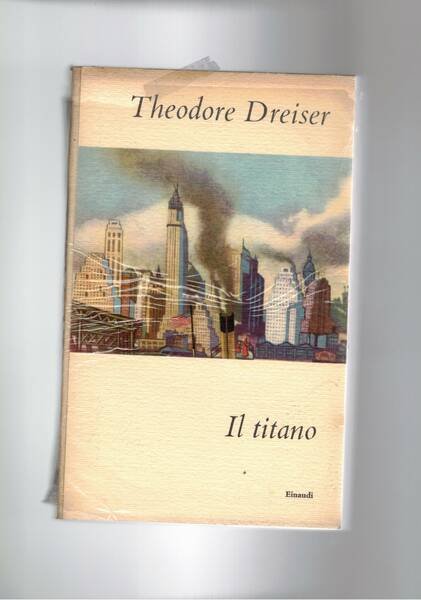 Theodore Dreiser
Il titano
Einaudi